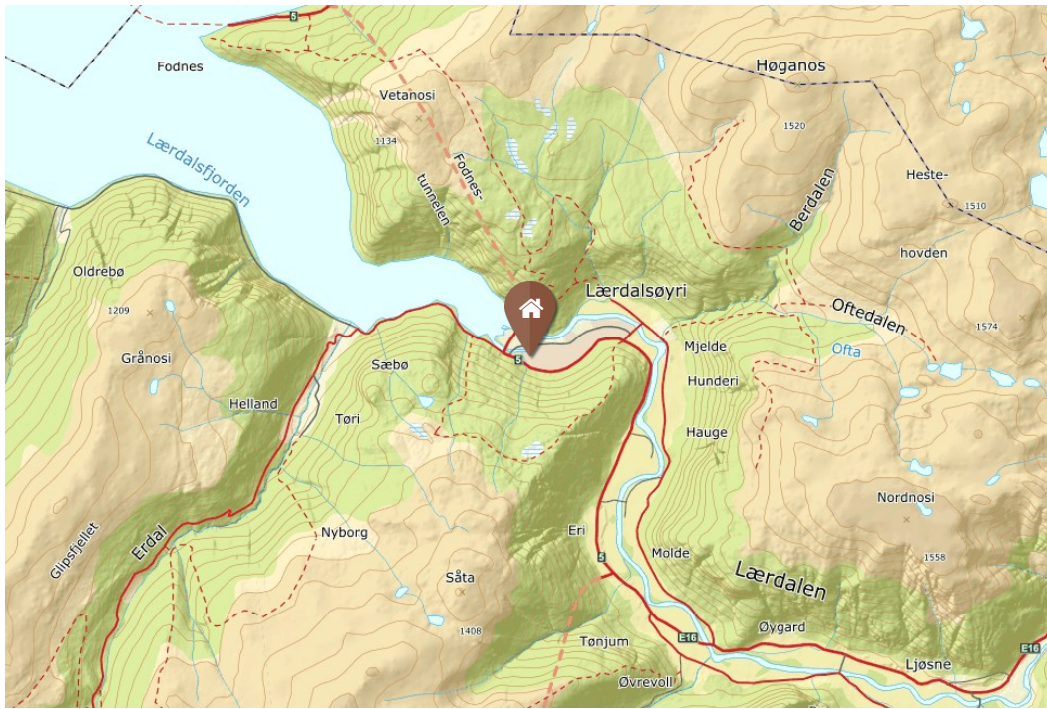 5
Fodnes
Høganos
Vetanosi
1134
1520
Lærdalsfjorden
Fodnes-
tunnelen
Berdalen
Heste-
1510
hovden
Oldrebø
Lærdalsøyri
1209
Oftedalen
1574
Grånosi
Sæbø
5
Mjelde
Ofta
Hunderi
Helland
Tøri
Hauge
Nordnosi
Glipsfjellet
Erdal
Nyborg
Eri
Molde
5
1558
Såta
Lærdalen
1408
Tønjum
E16
Øygard
E16
Ljøsne
Øvrevoll